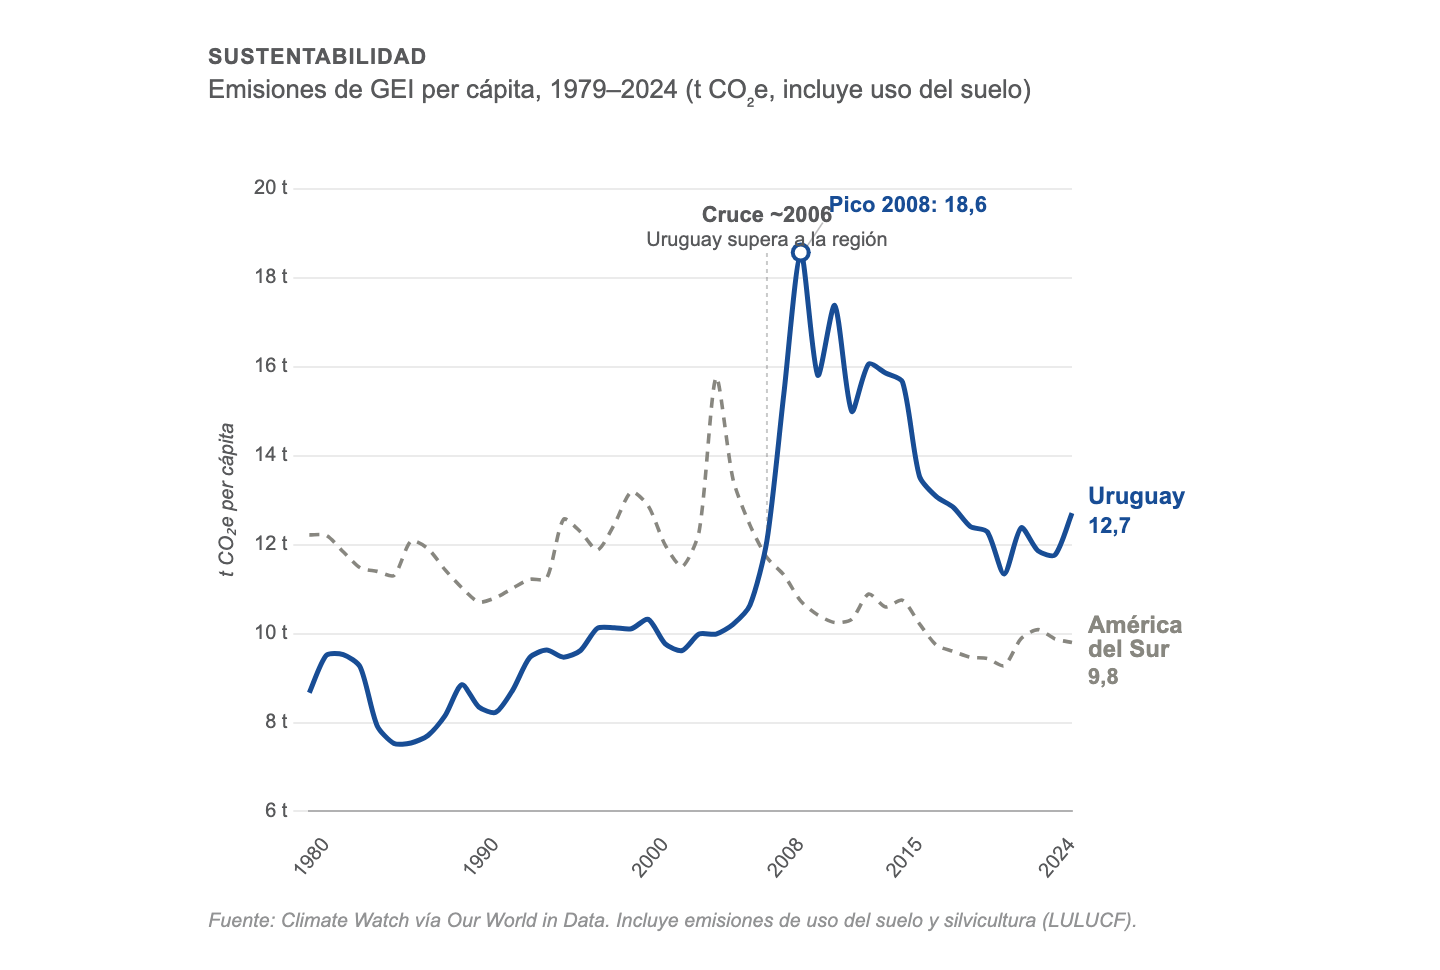 SUSTENTABILIDAD
Emisiones de GEI per cápita, 1979–2024 (t CO₂e, incluye uso del suelo)
20 t
Pico 2008: 18,6
Cruce ~2006
Uruguay supera a la región
18 t
16 t
14 t
t CO₂e per cápita
Uruguay
12,7
12 t
10 t
América
del Sur
9,8
8 t
6 t
1980
1990
2000
2008
2015
2024
Fuente: Climate Watch vía Our World in Data. Incluye emisiones de uso del suelo y silvicultura (LULUCF).